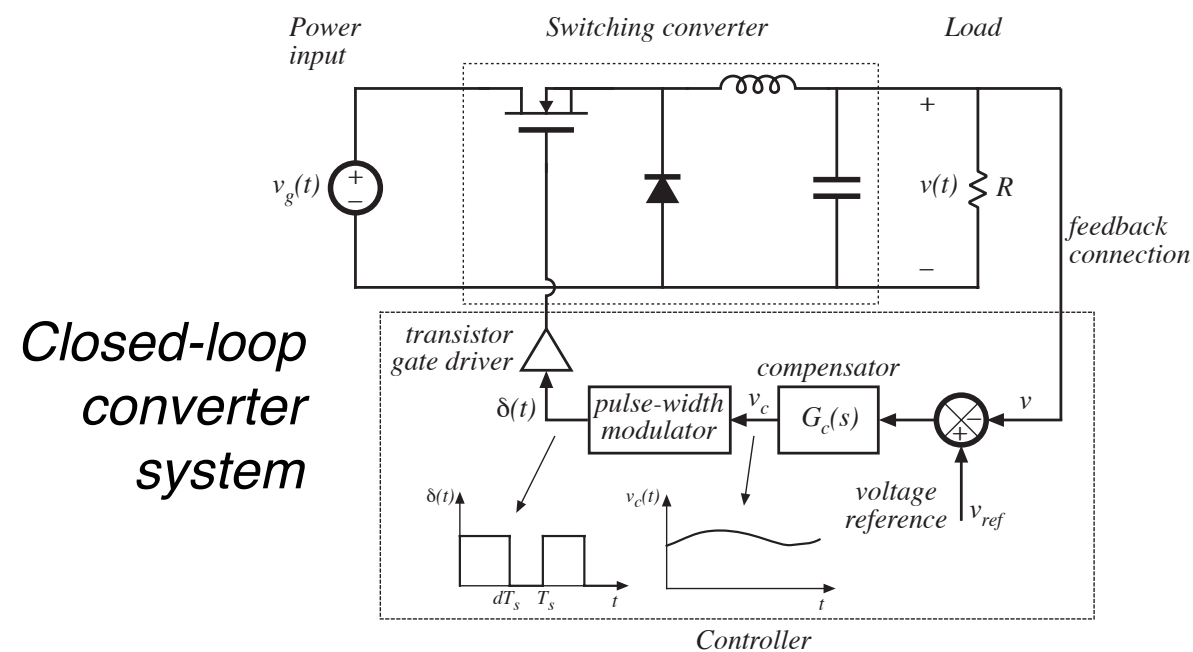 Power
input
Switching converter
Load
+
v_g(t)
+
–
v(t)
R
–
feedback
connection
Closed-loop
converter
system
transistor
gate driver
δ(t)
pulse-width
modulator
v_c
compensator
G_c(s)
–
+
v
voltage
reference
v_ref
δ(t)
dT_s
T_s
t
v_c(t)
t
Controller